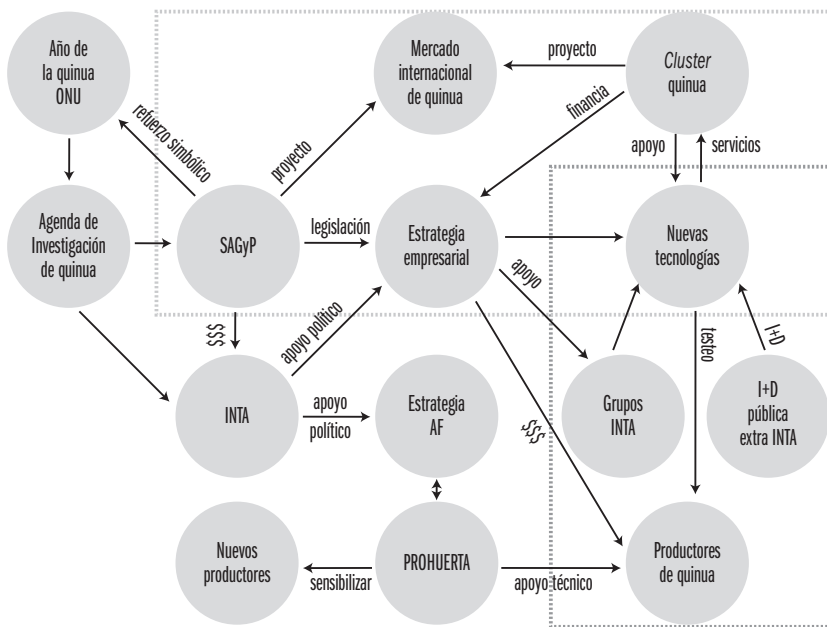 Año de
la quinua
ONU
Mercado
internacional
de quinua
proyecto
Cluster
quinua
refuerzo simbólico
proyecto
financia
apoyo
servicios
Agenda de
Investigación
de quinua
SAGyP
legislación
Estrategia
empresarial
Nuevas
tecnologías
$$$
apoyo político
apoyo
testeo
I+D
INTA
apoyo
político
Estrategia
AF
$$$
Grupos
INTA
I+D
pública
extra INTA
Nuevos
productores
sensibilizar
PROHUERTA
apoyo técnico
Productores
de quinua